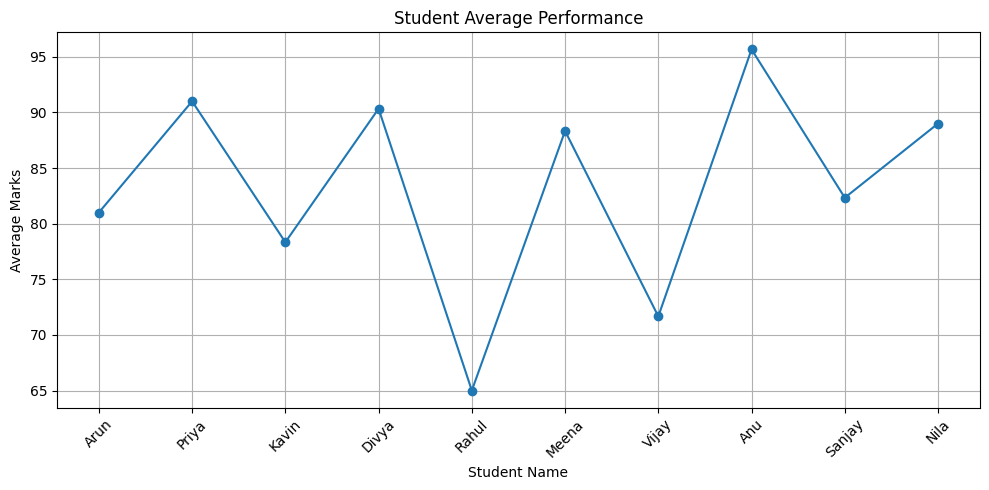 Student Average Performance
Average Marks
95
90
85
80
75
70
65
Arun
Priya
Kavin
Divya
Rahul
Meena
Vijay
Anu
Sanjay
Nila
Student Name